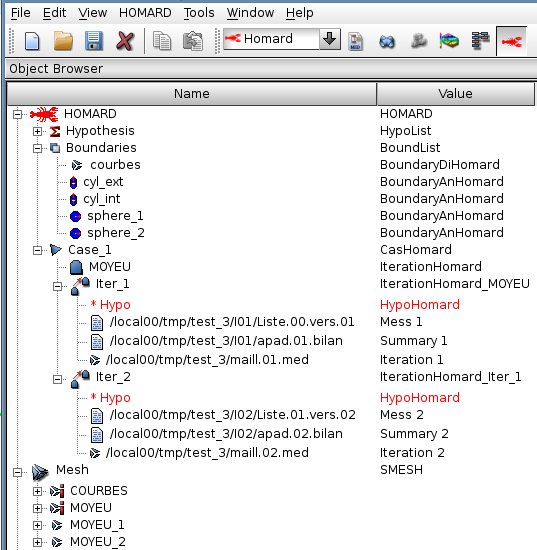 File Edit View HOMARD Tools Window Help
Homard
Object Browser
Name Value
HOMARD HOMARD
Hypothesis HypoList
Boundaries BoundList
courbes BoundaryDiHomard
cyl_ext BoundaryAnHomard
cyl_int BoundaryAnHomard
sphere_1 BoundaryAnHomard
sphere_2 BoundaryAnHomard
Case_1 CasHomard
MOYEU IterationHomard
Iter_1 IterationHomard_MOYEU
* Hypo HypoHomard
/local00/tmp/test_3/I01/Liste.00.vers.01 Mess 1
/local00/tmp/test_3/I01/apad.01.bilan Summary 1
/local00/tmp/test_3/maill.01.med Iteration 1
Iter_2 IterationHomard_Iter_1
* Hypo HypoHomard
/local00/tmp/test_3/I02/Liste.01.vers.02 Mess 2
/local00/tmp/test_3/I02/apad.02.bilan Summary 2
/local00/tmp/test_3/maill.02.med Iteration 2
Mesh SMESH
COURBES
MOYEU
MOYEU_1
MOYEU_2